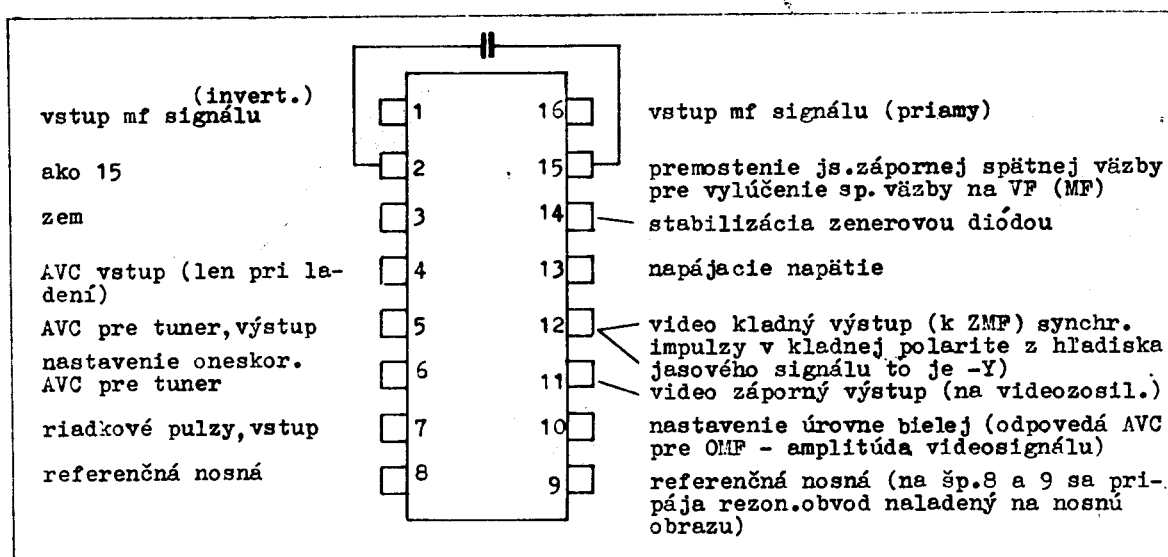 (invert.)
vstup mf signálu
ako 15
zem
AVC vstup (len pri la-
dení)
AVC pre tuner,výstup
nastavenie oneskor.
AVC pre tuner
riadkové pulzy,vstup
referenčná nosná
1
2
3
4
5
6
7
8
16
15
14
13
12
11
10
9
vstup mf signálu (priamy)
premostenie js.zápornej spätnej väzby
pre vylúčenie sp.väzby na VF (MF)
stabilizácia zenerovou diódou
napájacie napätie
video kladný výstup (k ZMF) synchr.
impulzy v kladnej polarite z hľadiska
jasového signálu to je -Y)
video záporný výstup (na videozosil.)
nastavenie úrovne bielej (odpovedá AVC
pre OMF - amplitúda videosignálu)
referenčná nosná (na šp.8 a 9 sa pri-
pája rezon.obvod naladený na nosnú
obrazu)